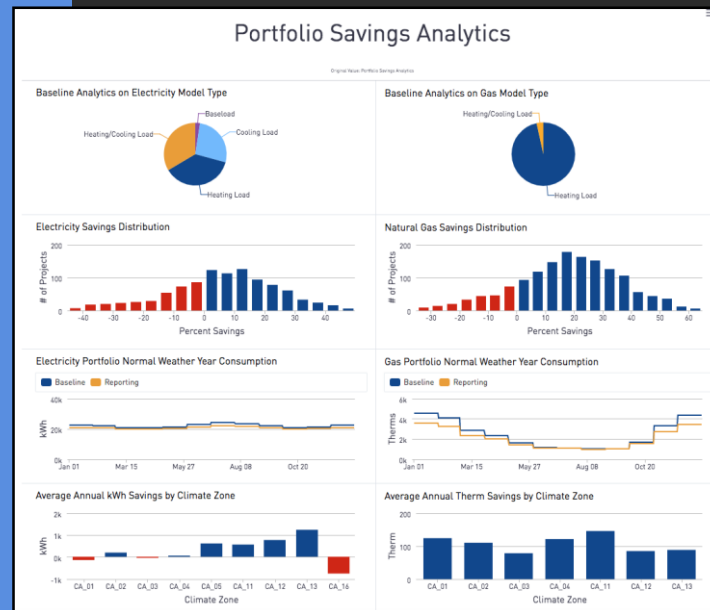 Portfolio Savings Analytics
Original Value: Portfolio Savings Analytics
Baseline Analytics on Electricity Model Type
Baseload
Heating/Cooling Load
Cooling Load
Heating Load
Baseline Analytics on Gas Model Type
Heating/Cooling Load
Heating Load
Electricity Savings Distribution
# of Projects
200
100
0
-40 -30 -20 -10 0 10 20 30 40
Percent Savings
Natural Gas Savings Distribution
# of Projects
200
100
0
-30 -20 -10 0 10 20 30 40 50 60
Percent Savings
Electricity Portfolio Normal Weather Year Consumption
Baseline Reporting
kWh
40k
20k
0k
Jan 01 Mar 15 May 27 Aug 08 Oct 20
Gas Portfolio Normal Weather Year Consumption
Baseline Reporting
Therms
6k
4k
2k
0k
Jan 01 Mar 15 May 27 Aug 08 Oct 20
Average Annual kWh Savings by Climate Zone
kWh
2k
1k
0k
-1k
CA_01 CA_02 CA_03 CA_04 CA_05 CA_11 CA_12 CA_13 CA_16
Climate Zone
Average Annual Therm Savings by Climate Zone
Therm
200
100
0
CA_01 CA_02 CA_03 CA_04 CA_11 CA_12 CA_13
Climate Zone